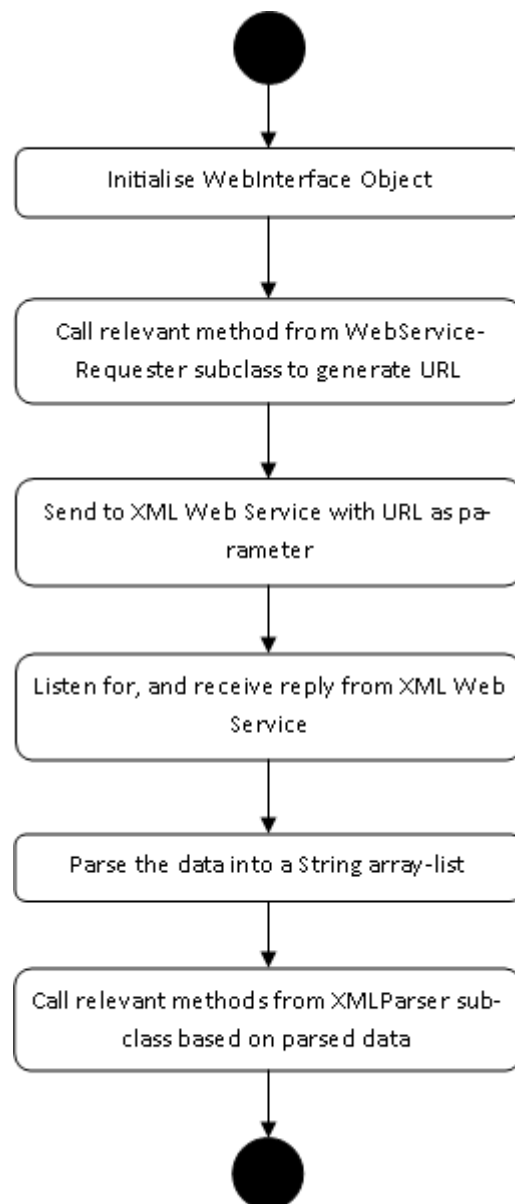 Initialise WebInterface Object
Call relevant method from WebService-
Requester subclass to generate URL
Send to XML Web Service with URL as pa-
rameter
Listen for, and receive reply from XML Web
Service
Parse the data into a String array-list
Call relevant methods from XMLParser sub-
class based on parsed data